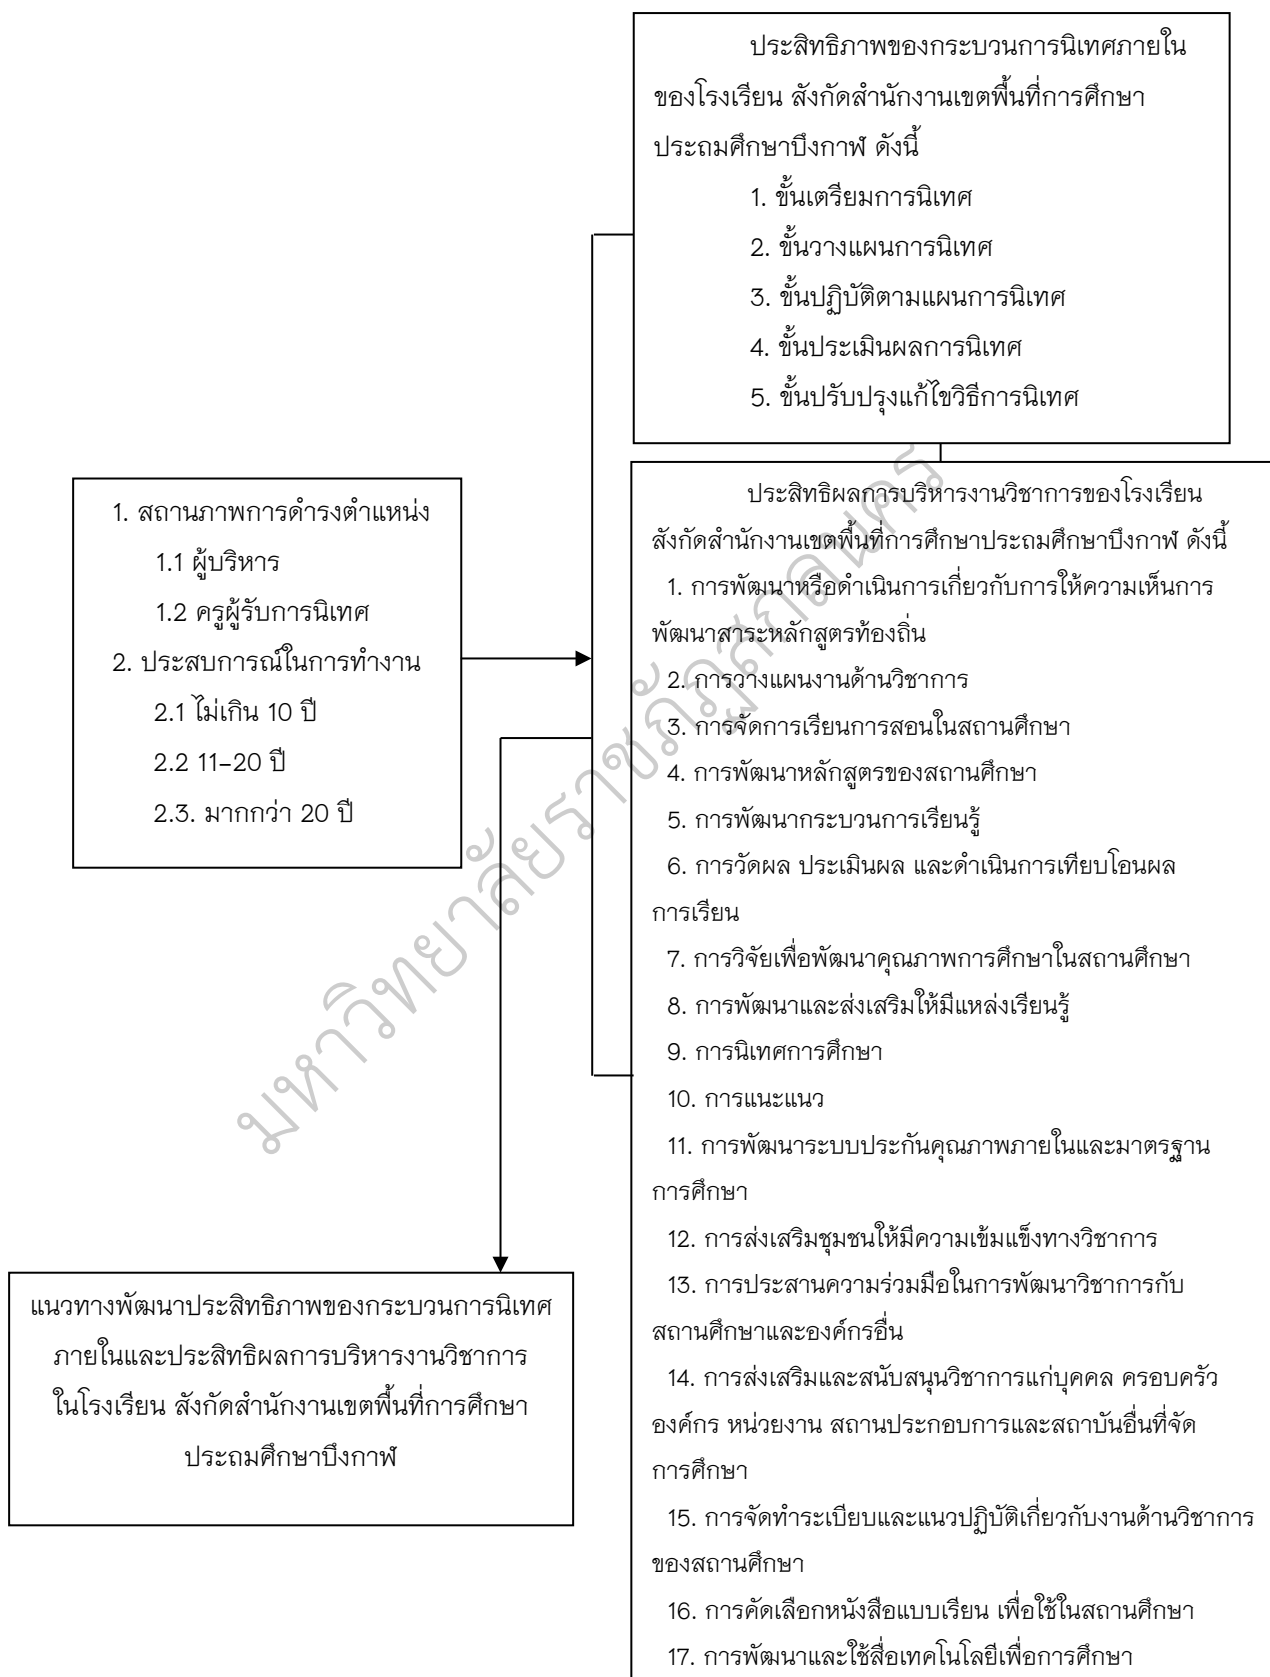 ประสิทธิภาพของกระบวนการนิเทศภายใน
ของโรงเรียน สังกัดสำนักงานเขตพื้นที่การศึกษา
ประถมศึกษาบึงกาฬ ดังนี้
1. ขั้นเตรียมการนิเทศ
2. ขั้นวางแผนการนิเทศ
3. ขั้นปฏิบัติตามแผนการนิเทศ
4. ขั้นประเมินผลการนิเทศ
5. ขั้นปรับปรุงแก้ไขวิธีการนิเทศ
1. สถานภาพการดำรงตำแหน่ง
1.1 ผู้บริหาร
1.2 ครูผู้รับการนิเทศ
2. ประสบการณ์ในการทำงาน
2.1 ไม่เกิน 10 ปี
2.2 11–20 ปี
2.3. มากกว่า 20 ปี
ประสิทธิผลการบริหารงานวิชาการของโรงเรียน
สังกัดสำนักงานเขตพื้นที่การศึกษาประถมศึกษาบึงกาฬ ดังนี้
1. การพัฒนาหรือดำเนินการเกี่ยวกับการให้ความเห็นการ
พัฒนาสาระหลักสูตรท้องถิ่น
2. การวางแผนงานด้านวิชาการ
3. การจัดการเรียนการสอนในสถานศึกษา
4. การพัฒนาหลักสูตรของสถานศึกษา
5. การพัฒนากระบวนการเรียนรู้
6. การวัดผล ประเมินผล และดำเนินการเทียบโอนผล
การเรียน
7. การวิจัยเพื่อพัฒนาคุณภาพการศึกษาในสถานศึกษา
8. การพัฒนาและส่งเสริมให้มีแหล่งเรียนรู้
9. การนิเทศการศึกษา
10. การแนะแนว
11. การพัฒนาระบบประกันคุณภาพภายในและมาตรฐาน
การศึกษา
12. การส่งเสริมชุมชนให้มีความเข้มแข็งทางวิชาการ
13. การประสานความร่วมมือในการพัฒนาวิชาการกับ
สถานศึกษาและองค์กรอื่น
14. การส่งเสริมและสนับสนุนวิชาการแก่บุคคล ครอบครัว
องค์กร หน่วยงาน สถานประกอบการและสถาบันอื่นที่จัด
การศึกษา
15. การจัดทำระเบียบและแนวปฏิบัติเกี่ยวกับงานด้านวิชาการ
ของสถานศึกษา
16. การคัดเลือกหนังสือแบบเรียน เพื่อใช้ในสถานศึกษา
17. การพัฒนาและใช้สื่อเทคโนโลยีเพื่อการศึกษา
แนวทางพัฒนาประสิทธิภาพของกระบวนการนิเทศ
ภายในและประสิทธิผลการบริหารงานวิชาการ
ในโรงเรียน สังกัดสำนักงานเขตพื้นที่การศึกษา
ประถมศึกษาบึงกาฬ
มหาวิทยาลัยราชภัฏสกลนคร